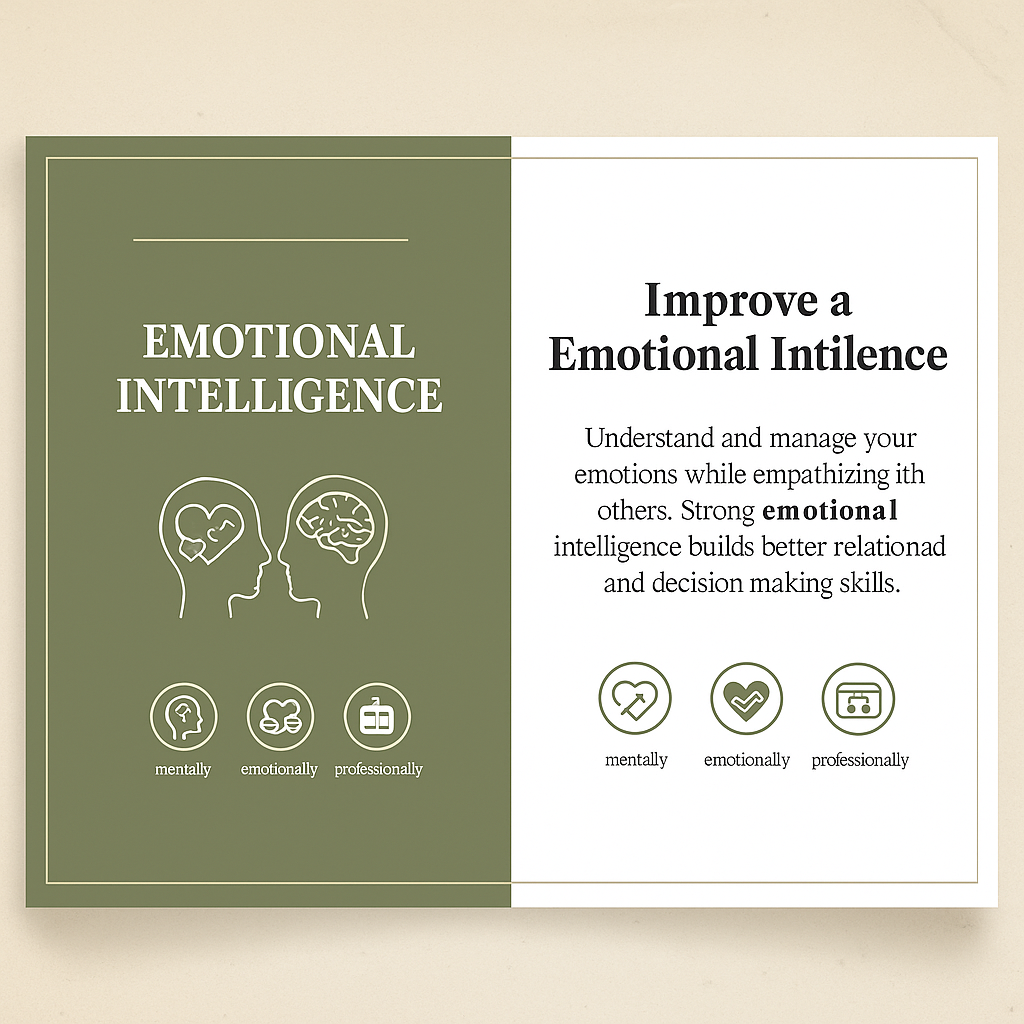 EMOTIONAL
INTELLIGENCE
mentally
emotionally
professionally
Improve a
Emotional Intilence
Understand and manage your
emotions while empathizing ith
others. Strong emotional
intelligence builds better relationad
and decision making skills.
mentally
emotionally
professionally